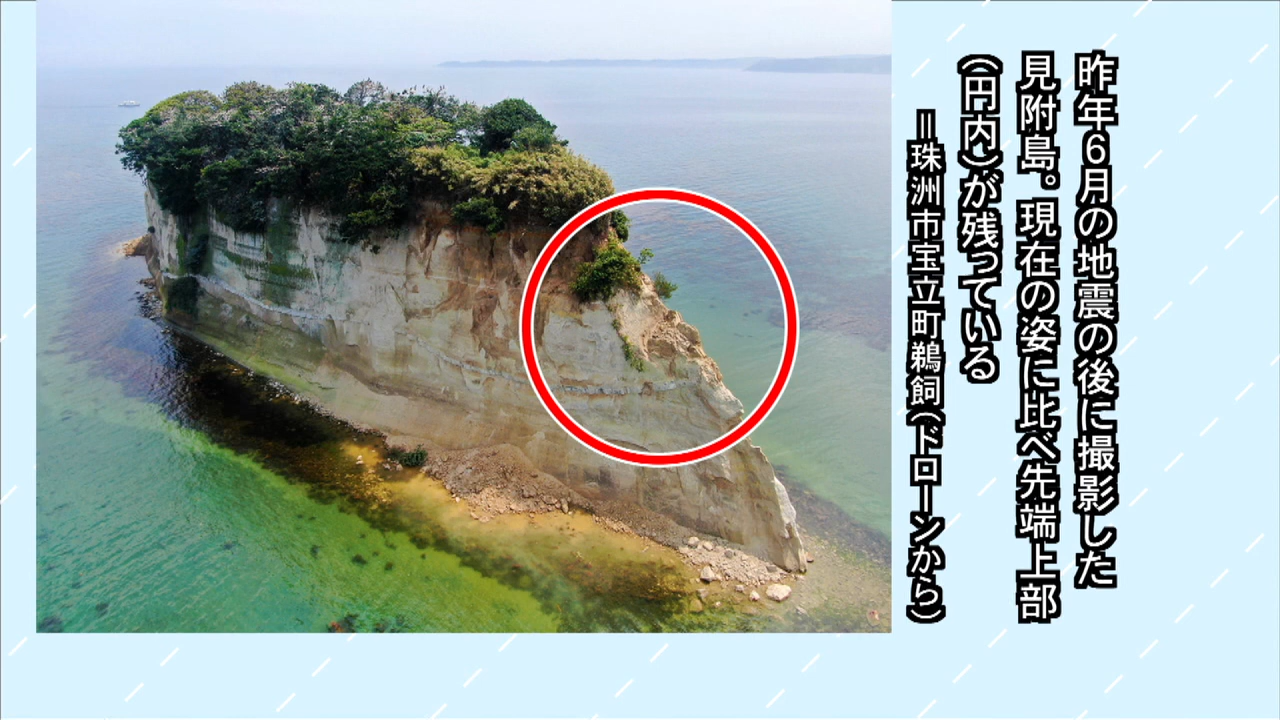 昨年6月の地震の後に撮影した
見附島。現在の姿に比べ先端上部
(円内)が残っている
＝珠洲市宝立町鵜飼(ドローンから)